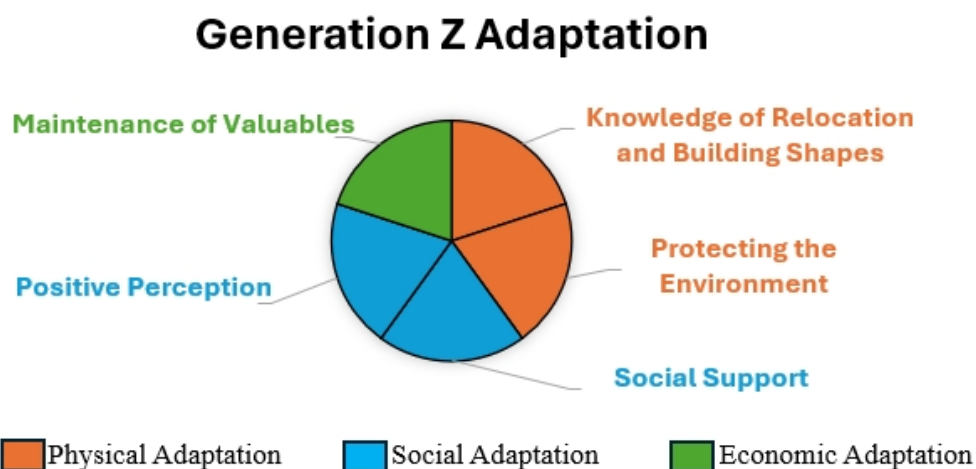 Generation Z Adaptation
Maintenance of Valuables
Knowledge of Relocation
and Building Shapes
Protecting the
Environment
Positive Perception
Social Support
Physical Adaptation
Social Adaptation
Economic Adaptation